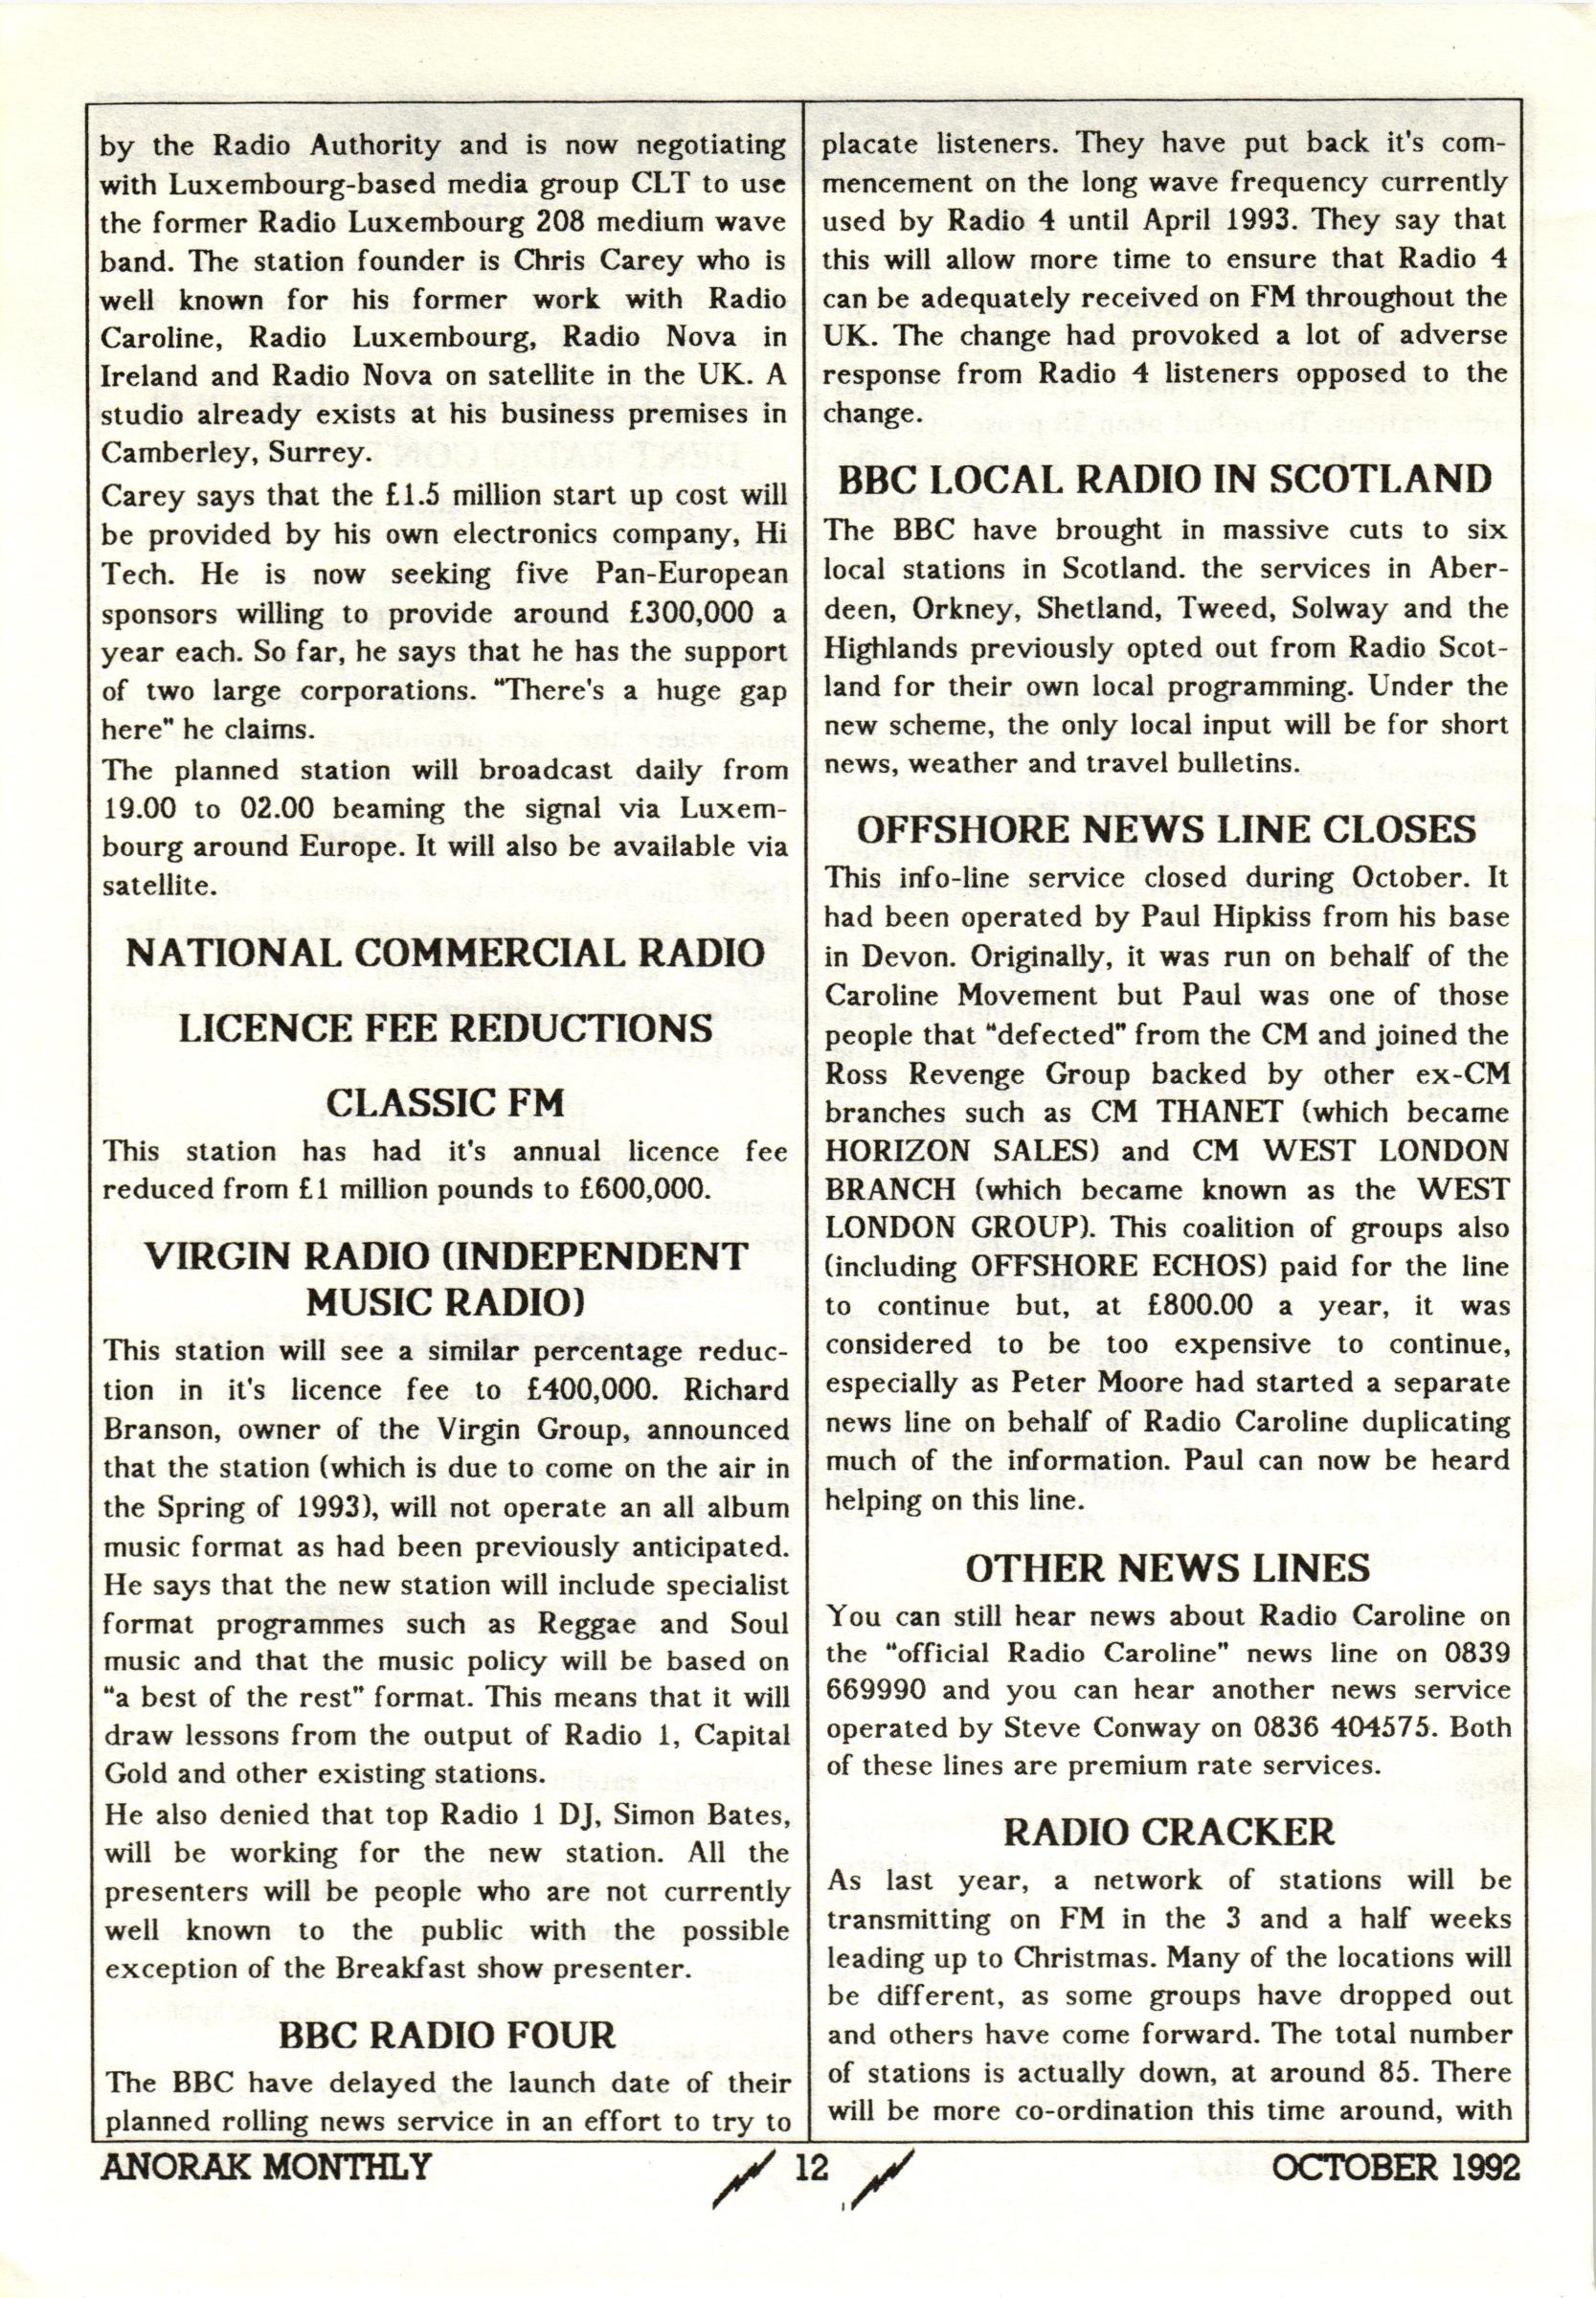 by the Radio Authority and is now negotiating
with Luxembourg-based media group CLT to use
the former Radio Luxembourg 208 medium wave
band. The station founder is Chris Carey who is
well known for his former work with Radio
Caroline, Radio Luxembourg, Radio Nova in
Ireland and Radio Nova on satellite in the UK. A
studio already exists at his business premises in
Camberley, Surrey.
Carey says that the £1.5 million start up cost will
be provided by his own electronics company, Hi
Tech. He is now seeking five Pan-European
sponsors willing to provide around £300,000 a
year each. So far, he says that he has the support
of two large corporations. "There's a huge gap
here" he claims.
The planned station will broadcast daily from
19.00 to 02.00 beaming the signal via Luxem-
bourg around Europe. It will also be available via
satellite.
NATIONAL COMMERCIAL RADIO
LICENCE FEE REDUCTIONS
CLASSIC FM
This station has had it's annual licence fee
reduced from £1 million pounds to £600,000.
VIRGIN RADIO (INDEPENDENT
MUSIC RADIO)
This station will see a similar percentage reduc-
tion in it's licence fee to £400,000. Richard
Branson, owner of the Virgin Group, announced
that the station (which is due to come on the air in
the Spring of 1993), will not operate an all album
music format as had been previously anticipated.
He says that the new station will include specialist
format programmes such as Reggae and Soul
music and that the music policy will be based on
"a best of the rest" format. This means that it will
draw lessons from the output of Radio 1, Capital
Gold and other existing stations.
He also denied that top Radio 1 DJ, Simon Bates,
will be working for the new station. All the
presenters will be people who are not currently
well known to the public with the possible
exception of the Breakfast show presenter.
BBC RADIO FOUR
The BBC have delayed the launch date of their
planned rolling news service in an effort to try to
placate listeners. They have put back it's com-
mencement on the long wave frequency currently
used by Radio 4 until April 1993. They say that
this will allow more time to ensure that Radio 4
can be adequately received on FM throughout the
UK. The change had provoked a lot of adverse
response from Radio 4 listeners opposed to the
change.
BBC LOCAL RADIO IN SCOTLAND
The BBC have brought in massive cuts to six
local stations in Scotland. the services in Aber-
deen, Orkney, Shetland, Tweed, Solway and the
Highlands previously opted out from Radio Scot-
land for their own local programming. Under the
new scheme, the only local input will be for short
news, weather and travel bulletins.
OFFSHORE NEWS LINE CLOSES
This info-line service closed during October. It
had been operated by Paul Hipkiss from his base
in Devon. Originally, it was run on behalf of the
Caroline Movement but Paul was one of those
people that "defected" from the CM and joined the
Ross Revenge Group backed by other ex-CM
branches such as CM THANET (which became
HORIZON SALES) and CM WEST LONDON
BRANCH (which became known as the WEST
LONDON GROUP). This coalition of groups also
(including OFFSHORE ECHOS) paid for the line
to continue but, at £800.00 a year, it was
considered to be too expensive to continue,
especially as Peter Moore had started a separate
news line on behalf of Radio Caroline duplicating
much of the information. Paul can now be heard
helping on this line.
OTHER NEWS LINES
You can still hear news about Radio Caroline on
the "official Radio Caroline" news line on 0839
669990 and you can hear another news service
operated by Steve Conway on 0836 404575. Both
of these lines are premium rate services.
RADIO CRACKER
As last year, a network of stations will be
transmitting on FM in the 3 and a half weeks
leading up to Christmas. Many of the locations will
be different, as some groups have dropped out
and others have come forward. The total number
of stations is actually down, at around 85. There
will be more co-ordination this time around, with
ANORAK MONTHLY 12 OCTOBER 1992